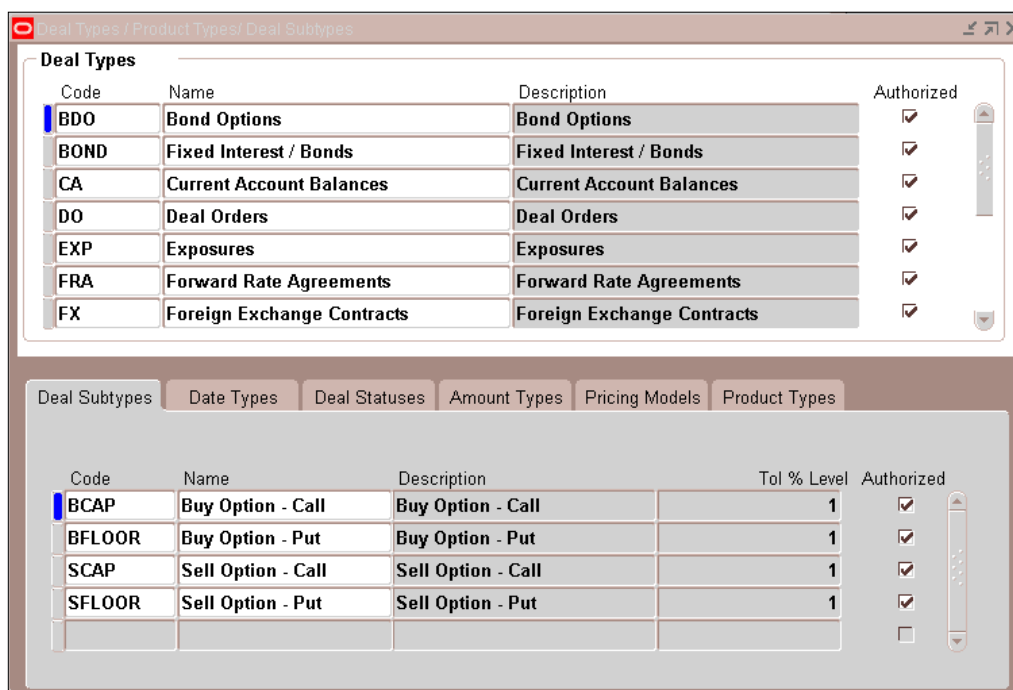 Deal Types / Product Types/ Deal Subtypes
Deal Types
Code Name Description Authorized
BDO Bond Options Bond Options
BOND Fixed Interest / Bonds Fixed Interest / Bonds
CA Current Account Balances Current Account Balances
DO Deal Orders Deal Orders
EXP Exposures Exposures
FRA Forward Rate Agreements Forward Rate Agreements
FX Foreign Exchange Contracts Foreign Exchange Contracts
Deal Subtypes Date Types Deal Statuses Amount Types Pricing Models Product Types
Code Name Description Tol % Level Authorized
BCAP Buy Option - Call Buy Option - Call 1
BFLOOR Buy Option - Put Buy Option - Put 1
SCAP Sell Option - Call Sell Option - Call 1
SFLOOR Sell Option - Put Sell Option - Put 1